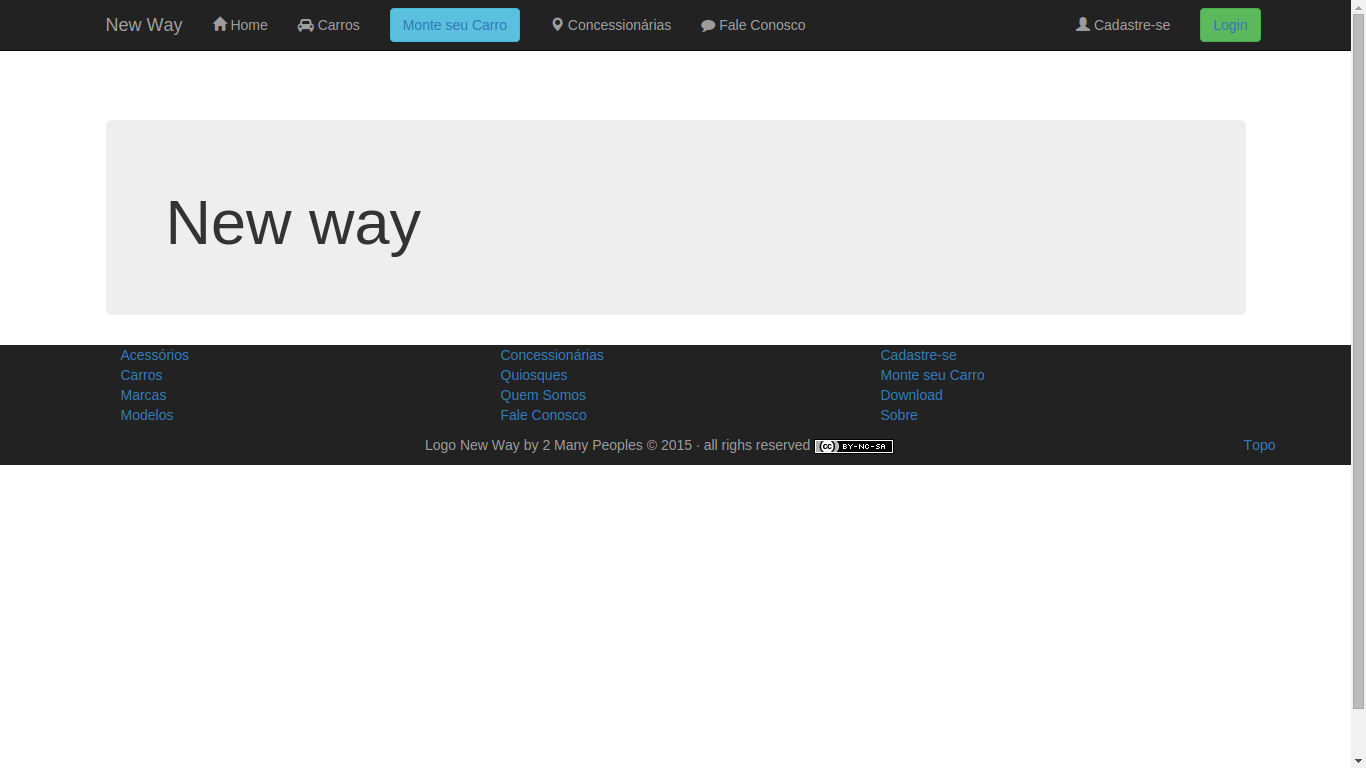 New Way Home Carros Monte seu Carro Concessionárias Fale Conosco Cadastre-se Login
New way
Acessórios Concessionárias Cadastre-se
Carros Quiosques Monte seu Carro
Marcas Quem Somos Download
Modelos Fale Conosco Sobre
Logo New Way by 2 Many Peoples © 2015 · all righs reserved cc BY-NC-SA Topo